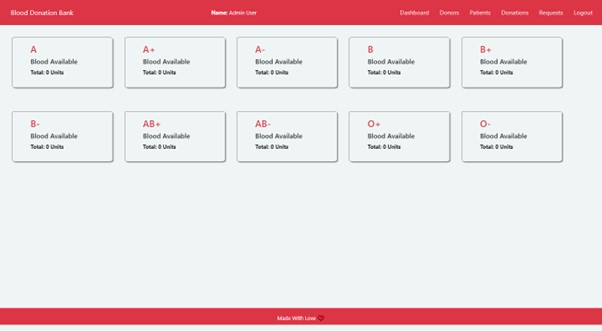 Blood Donation Bank Name: Admin User Dashboard Donors Patients Donations Requests Logout
A A+ A- B B+
Blood Available Blood Available Blood Available Blood Available Blood Available
Total: 0 Units Total: 0 Units Total: 0 Units Total: 0 Units Total: 0 Units
B- AB+ AB- O+ O-
Blood Available Blood Available Blood Available Blood Available Blood Available
Total: 0 Units Total: 0 Units Total: 0 Units Total: 0 Units Total: 0 Units
Made With Love